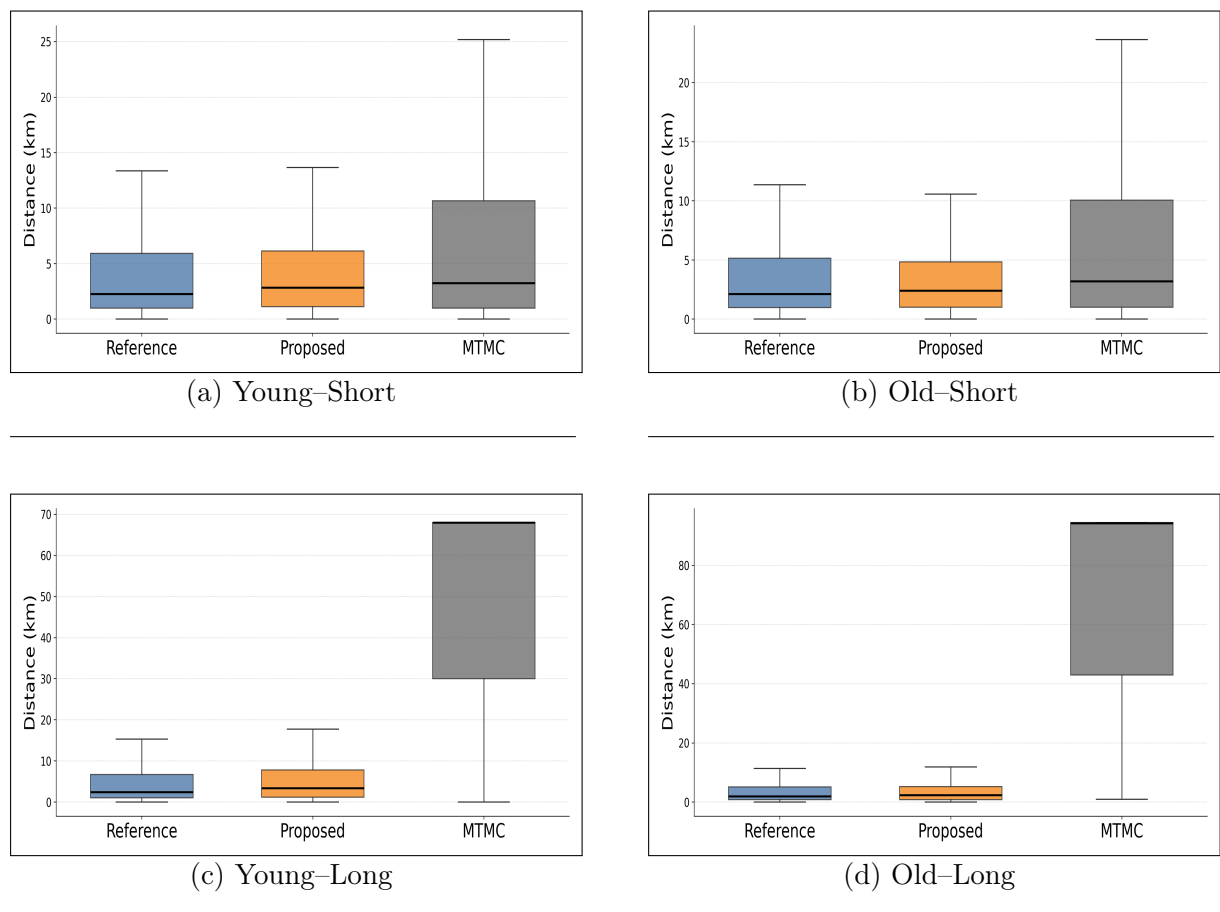 Distance (km)
25
20
15
10
5
0
Reference Proposed MTMC
(a) Young–Short
Distance (km)
20
15
10
5
0
Reference Proposed MTMC
(b) Old–Short
Distance (km)
70
60
50
40
30
20
10
0
Reference Proposed MTMC
(c) Young–Long
Distance (km)
80
60
40
20
0
Reference Proposed MTMC
(d) Old–Long